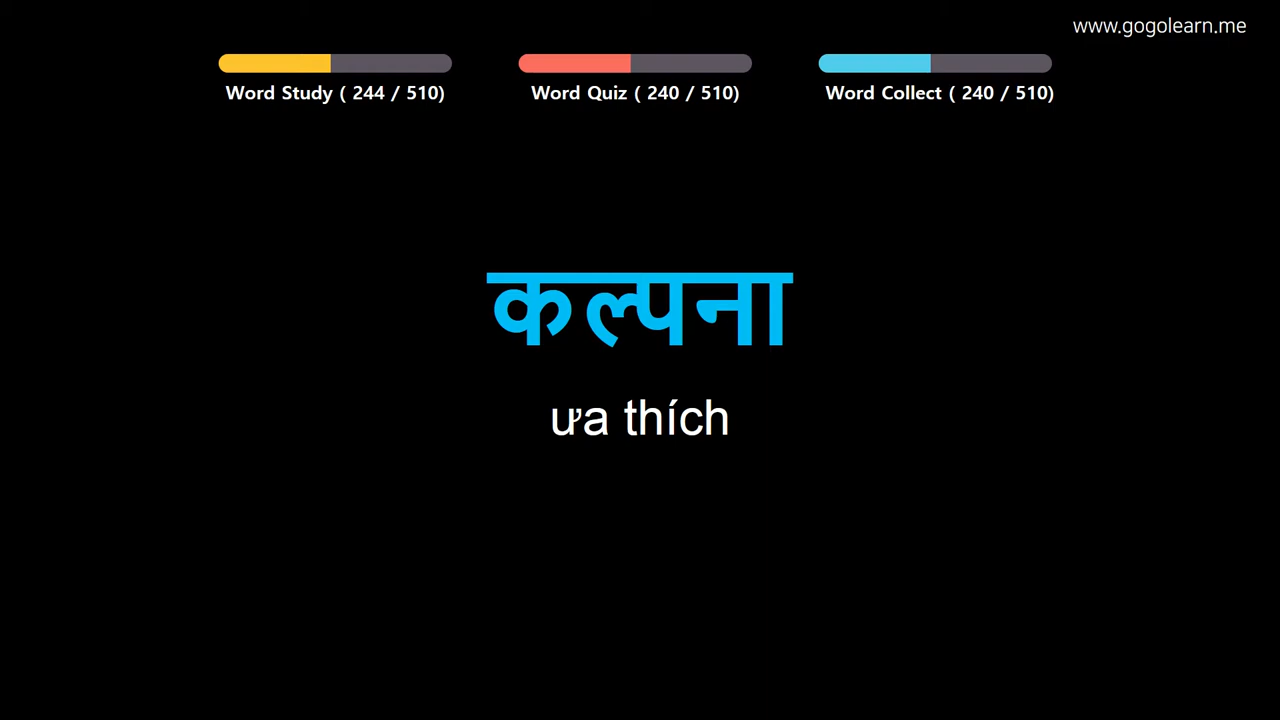 www.gogolearn.me
Word Study ( 244 / 510)
Word Quiz ( 240 / 510)
Word Collect ( 240 / 510)
कल्पना
ưa thích